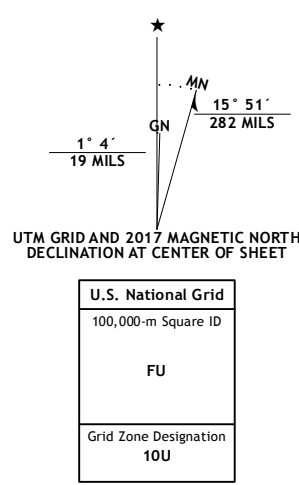 MN
GN
15° 51´
282 MILS
1° 4´
19 MILS
UTM GRID AND 2017 MAGNETIC NORTH
DECLINATION AT CENTER OF SHEET
U.S. National Grid
100,000-m Square ID
FU
Grid Zone Designation
10U